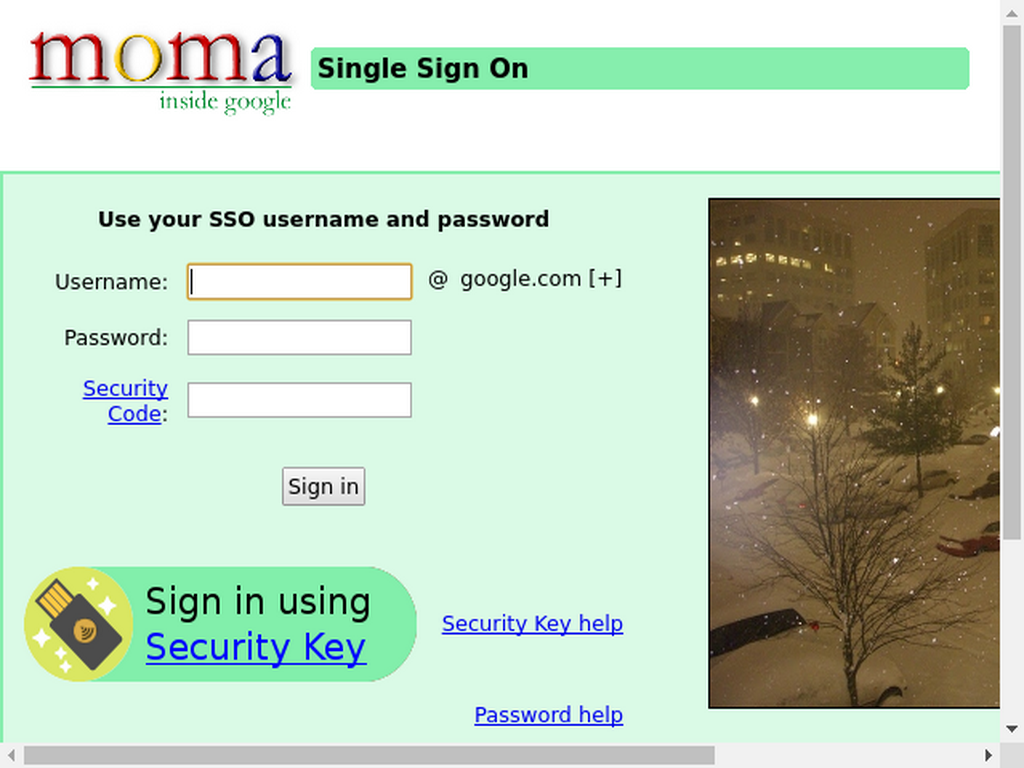 moma
inside google
Single Sign On
Use your SSO username and password
Username:
@ google.com [+]
Password:
Security
Code:
Sign in
Sign in using
Security Key
Security Key help
Password help